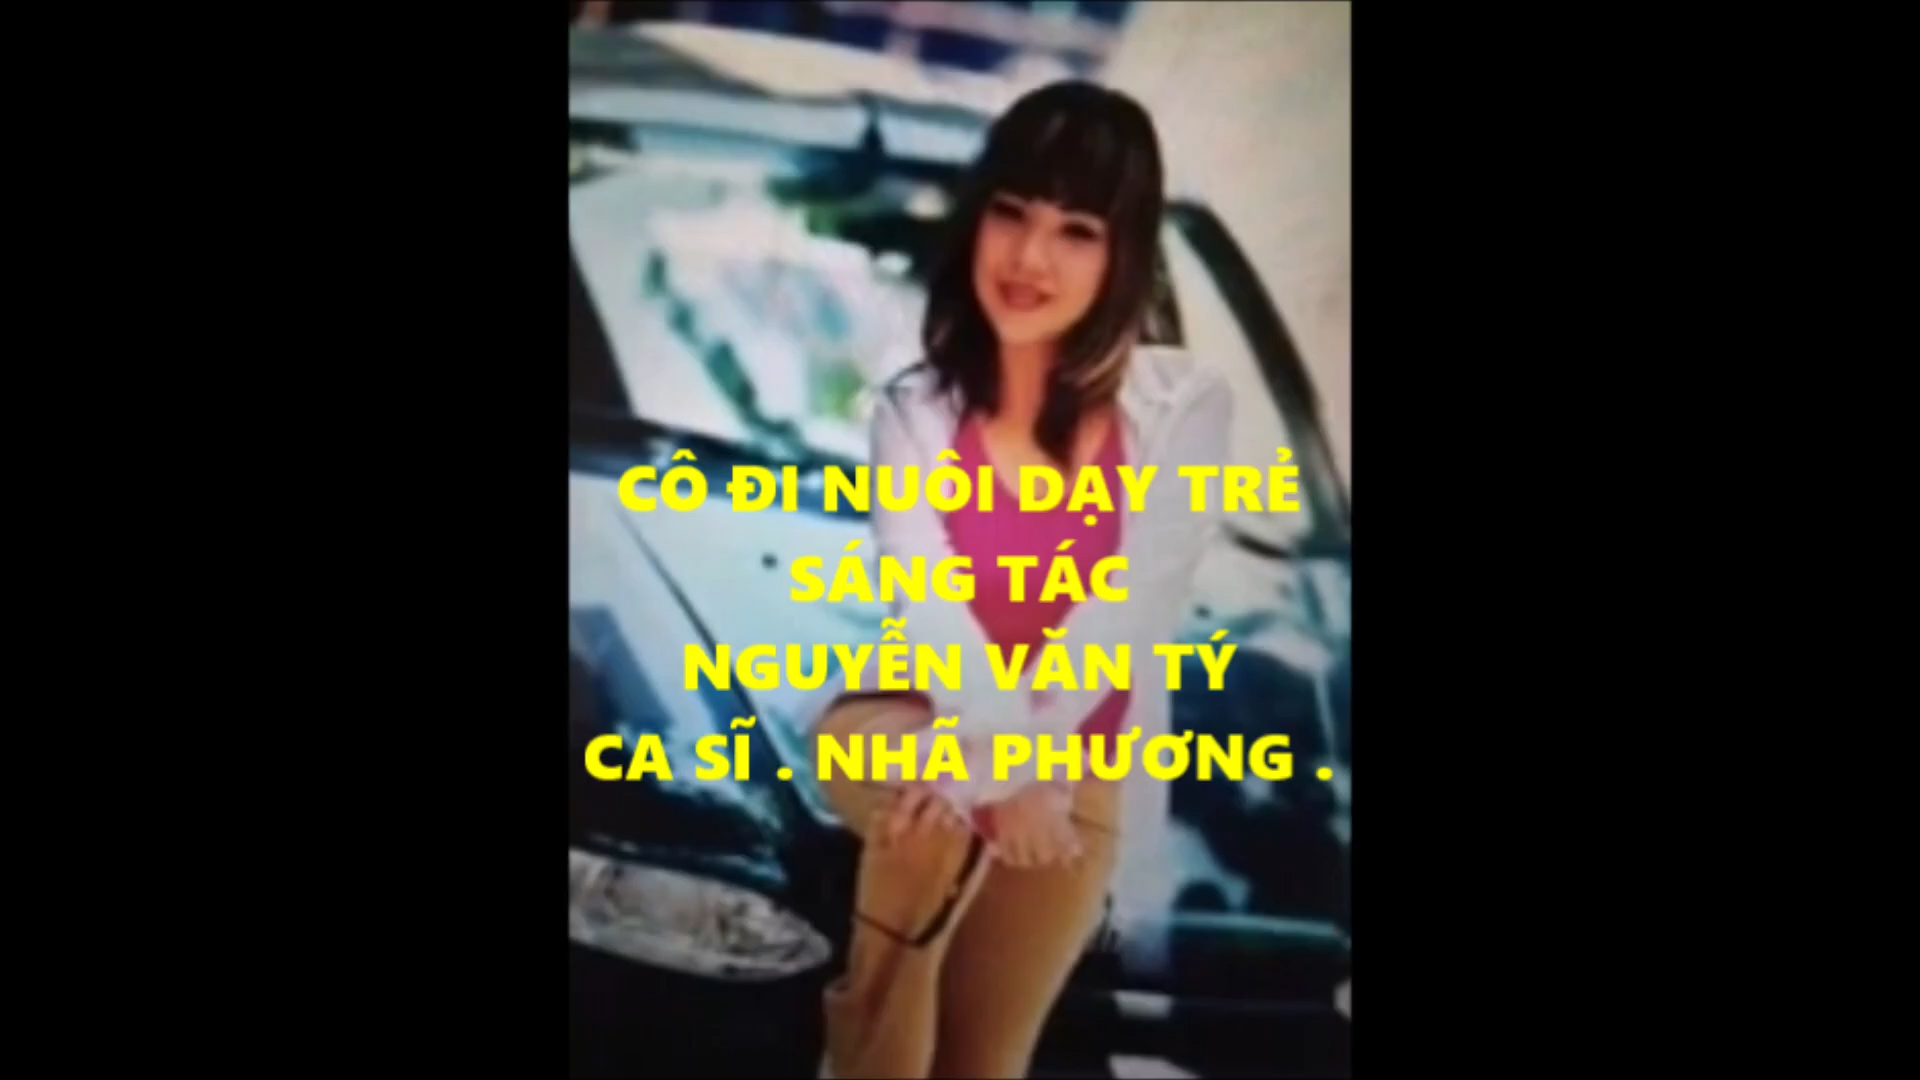 CÔ ĐI NUÔI DẠY TRẺ
SÁNG TÁC
NGUYỄN VĂN TÝ
CA SĨ . NHÃ PHƯƠNG .